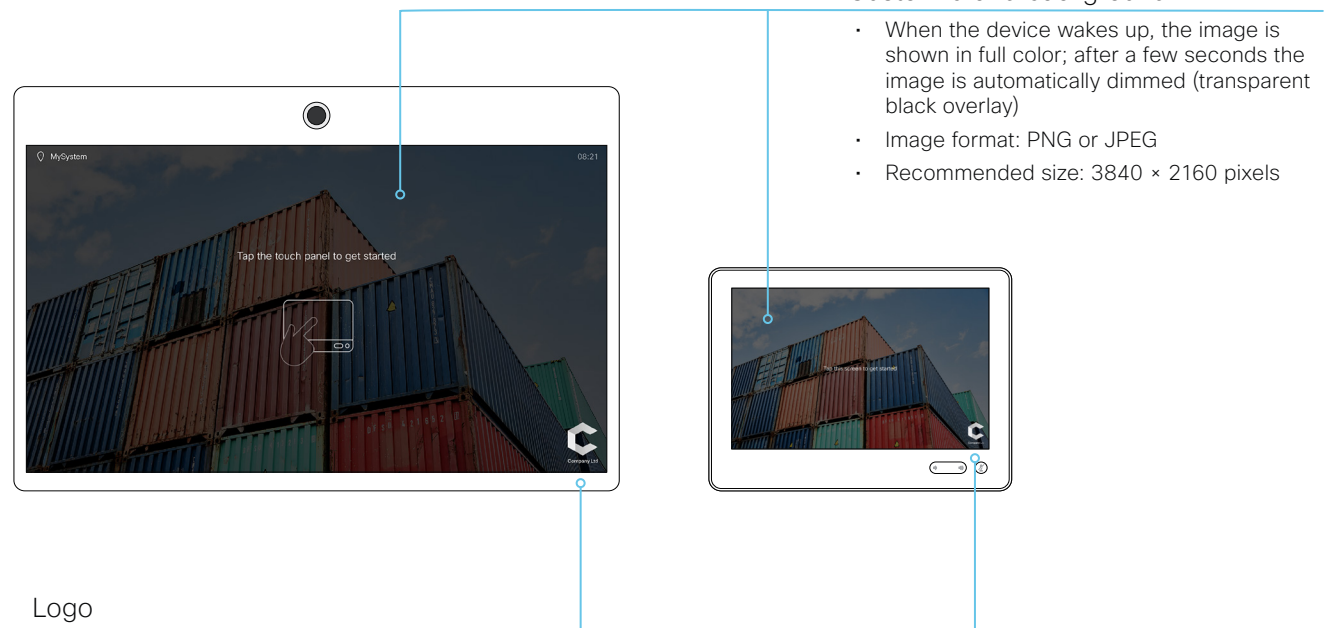 When the device wakes up, the image is
shown in full color; after a few seconds the
image is automatically dimmed (transparent
black overlay)
Image format: PNG or JPEG
Recommended size: 3840 × 2160 pixels
MySystem
08:21
Tap the touch panel to get started
Company Ltd
Tap the screen to get started!
Logo